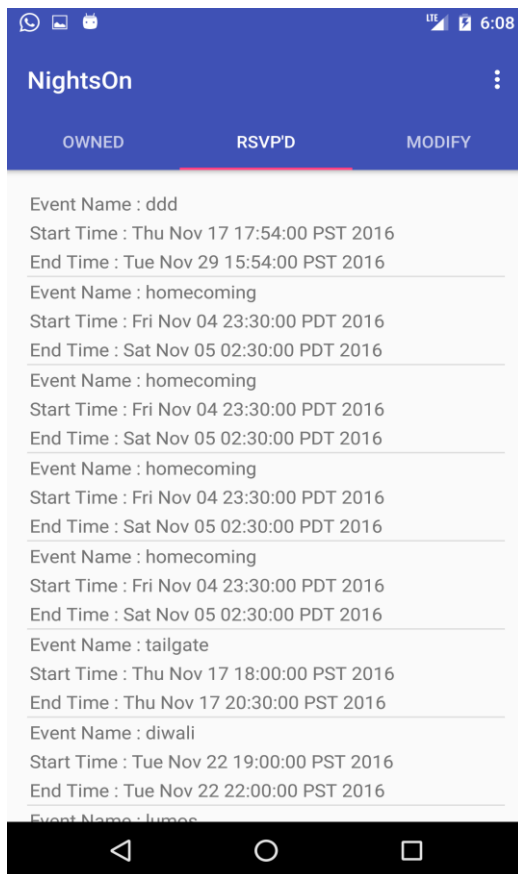 LTE 6:08
NightsOn
OWNED RSVP'D MODIFY
Event Name : ddd
Start Time : Thu Nov 17 17:54:00 PST 2016
End Time : Tue Nov 29 15:54:00 PST 2016
Event Name : homecoming
Start Time : Fri Nov 04 23:30:00 PDT 2016
End Time : Sat Nov 05 02:30:00 PDT 2016
Event Name : homecoming
Start Time : Fri Nov 04 23:30:00 PDT 2016
End Time : Sat Nov 05 02:30:00 PDT 2016
Event Name : homecoming
Start Time : Fri Nov 04 23:30:00 PDT 2016
End Time : Sat Nov 05 02:30:00 PDT 2016
Event Name : homecoming
Start Time : Fri Nov 04 23:30:00 PDT 2016
End Time : Sat Nov 05 02:30:00 PDT 2016
Event Name : tailgate
Start Time : Thu Nov 17 18:00:00 PST 2016
End Time : Thu Nov 17 20:30:00 PST 2016
Event Name : diwali
Start Time : Tue Nov 22 19:00:00 PST 2016
End Time : Tue Nov 22 22:00:00 PST 2016
Event Name : lumos